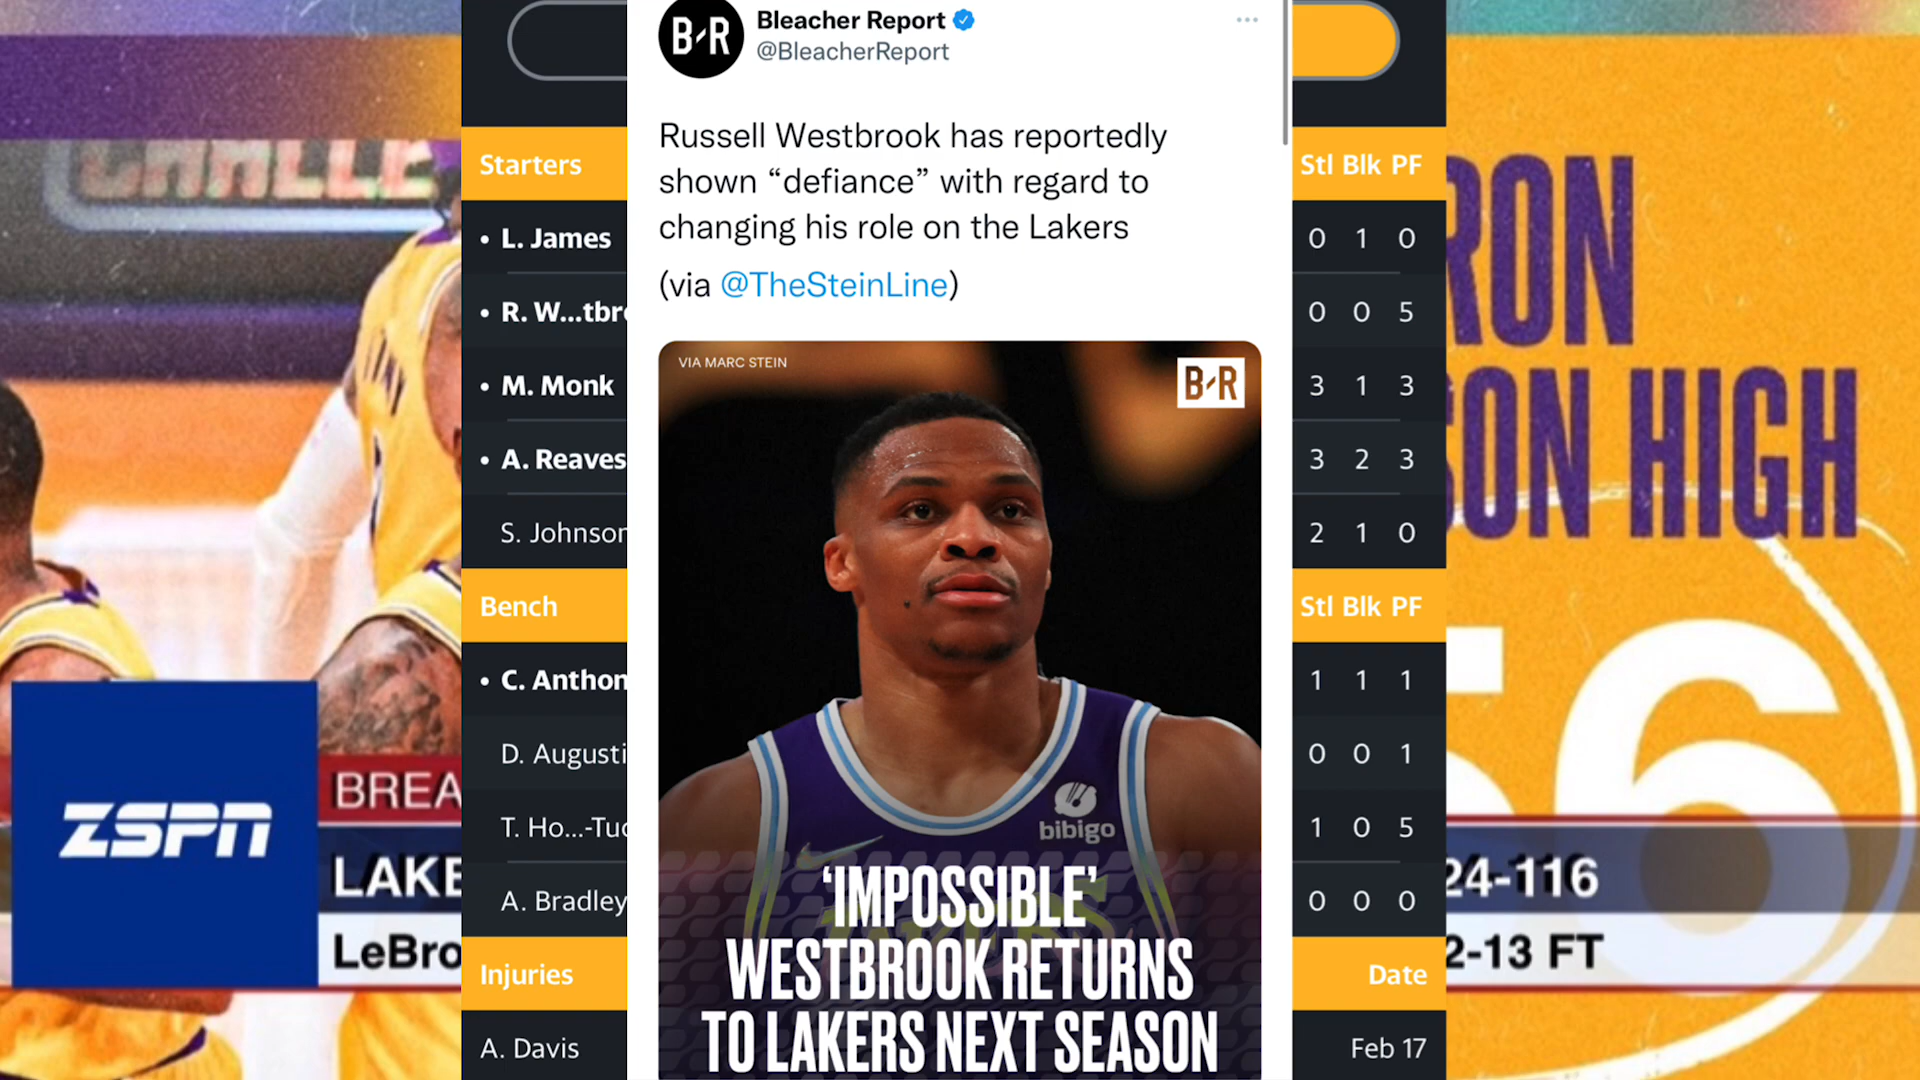 B/R
Bleacher Report
@BleacherReport
Russell Westbrook has reportedly
shown “defiance” with regard to
changing his role on the Lakers
(via @TheSteinLine)
VIA MARC STEIN
B/R
bibigo
‘IMPOSSIBLE’
WESTBROOK RETURNS
TO LAKERS NEXT SEASON
Starters
Stl Blk PF
• L. James
0 1 0
• R. W...tbr
0 0 5
• M. Monk
3 1 3
• A. Reaves
3 2 3
S. Johnson
2 1 0
Bench
Stl Blk PF
• C. Anthon
1 1 1
D. Augusti
0 0 1
T. Ho...-Tuc
1 0 5
A. Bradley
0 0 0
Injuries
Date
A. Davis
Feb 17
CHALLE
ZSPN
BREA
LAKE
LeBro
RON
SON HIGH
56
24-116
2-13 FT